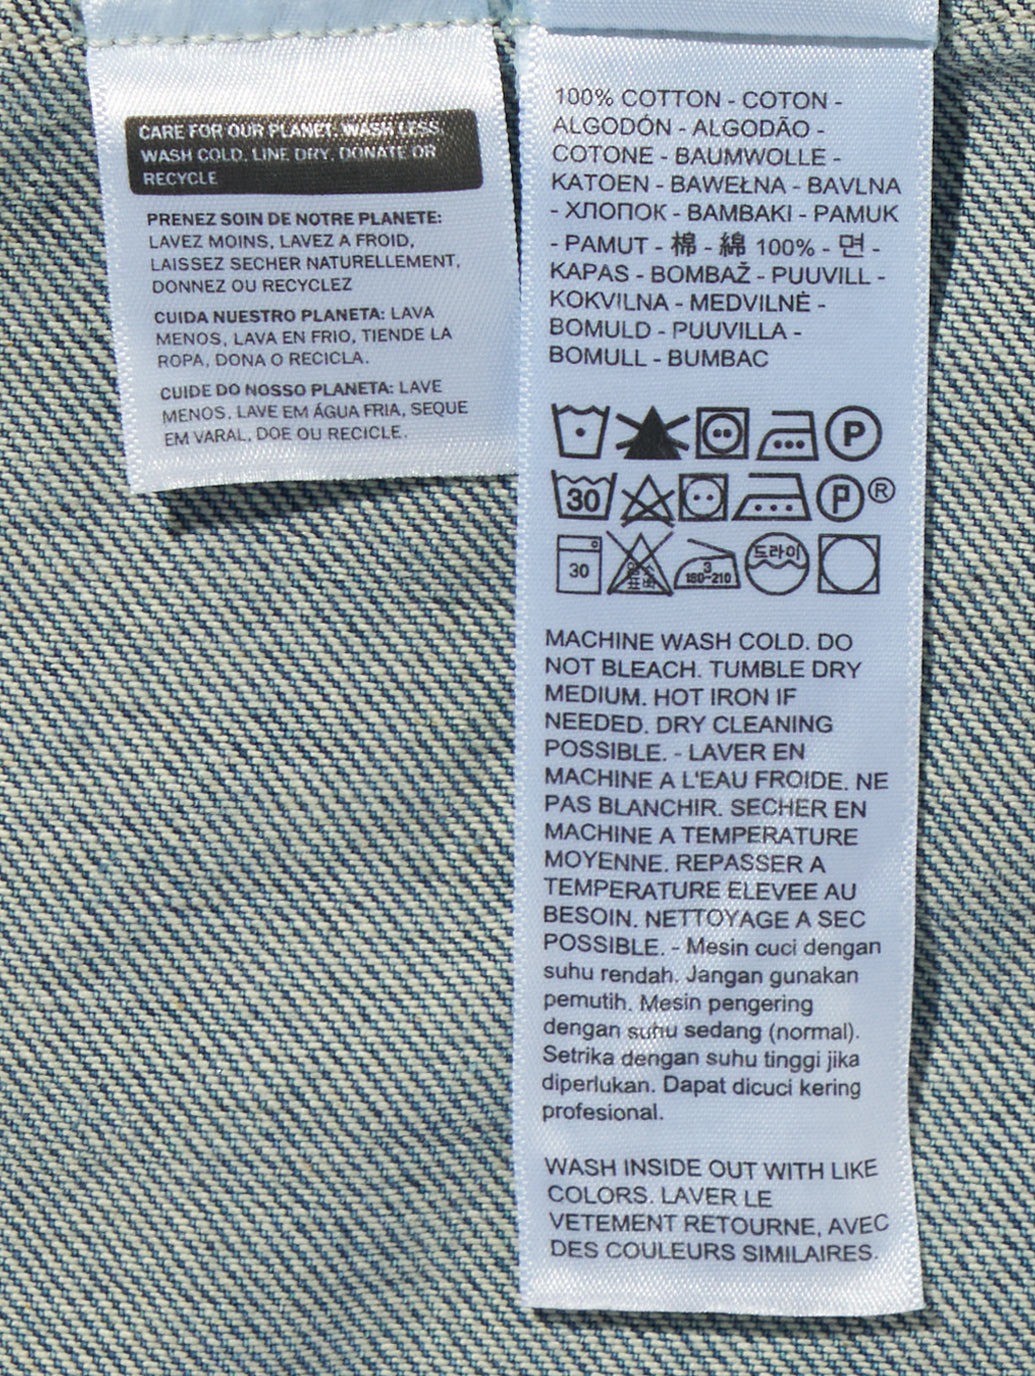 CARE FOR OUR PLANET. WASH LESS.
WASH COLD. LINE DRY. DONATE OR
RECYCLE
PRENEZ SOIN DE NOTRE PLANETE:
LAVEZ MOINS, LAVEZ A FROID,
LAISSEZ SECHER NATURELLEMENT,
DONNEZ OU RECYCLEZ
CUIDA NUESTRO PLANETA: LAVA
MENOS, LAVA EN FRIO, TIENDE LA
ROPA, DONA O RECICLA.
CUIDE DO NOSSO PLANETA: LAVE
MENOS, LAVE EM ÁGUA FRIA, SEQUE
EM VARAL, DOE OU RECICLE.
100% COTTON - COTON -
ALGODÓN - ALGODÃO -
COTONE - BAUMWOLLE -
KATOEN - BAWEŁNA - BAVLNA
- ХЛОПОК - BAMBAKI - PAMUK
- PAMUT - 棉 - 綿 100% - 면 -
KAPAS - BOMBAŽ - PUUVILL -
KOKVILNA - MEDVILNĖ -
BOMULD - PUUVILLA -
BOMULL - BUMBAC
P
30 P ®
30 3 180-210 드라이
MACHINE WASH COLD. DO
NOT BLEACH. TUMBLE DRY
MEDIUM. HOT IRON IF
NEEDED. DRY CLEANING
POSSIBLE. - LAVER EN
MACHINE A L'EAU FROIDE. NE
PAS BLANCHIR. SECHER EN
MACHINE A TEMPERATURE
MOYENNE. REPASSER A
TEMPERATURE ELEVEE AU
BESOIN. NETTOYAGE A SEC
POSSIBLE. - Mesin cuci dengan
suhu rendah. Jangan gunakan
pemutih. Mesin pengering
dengan suhu sedang (normal).
Setrika dengan suhu tinggi jika
diperlukan. Dapat dicuci kering
profesional.
WASH INSIDE OUT WITH LIKE
COLORS. LAVER LE
VETEMENT RETOURNE, AVEC
DES COULEURS SIMILAIRES.